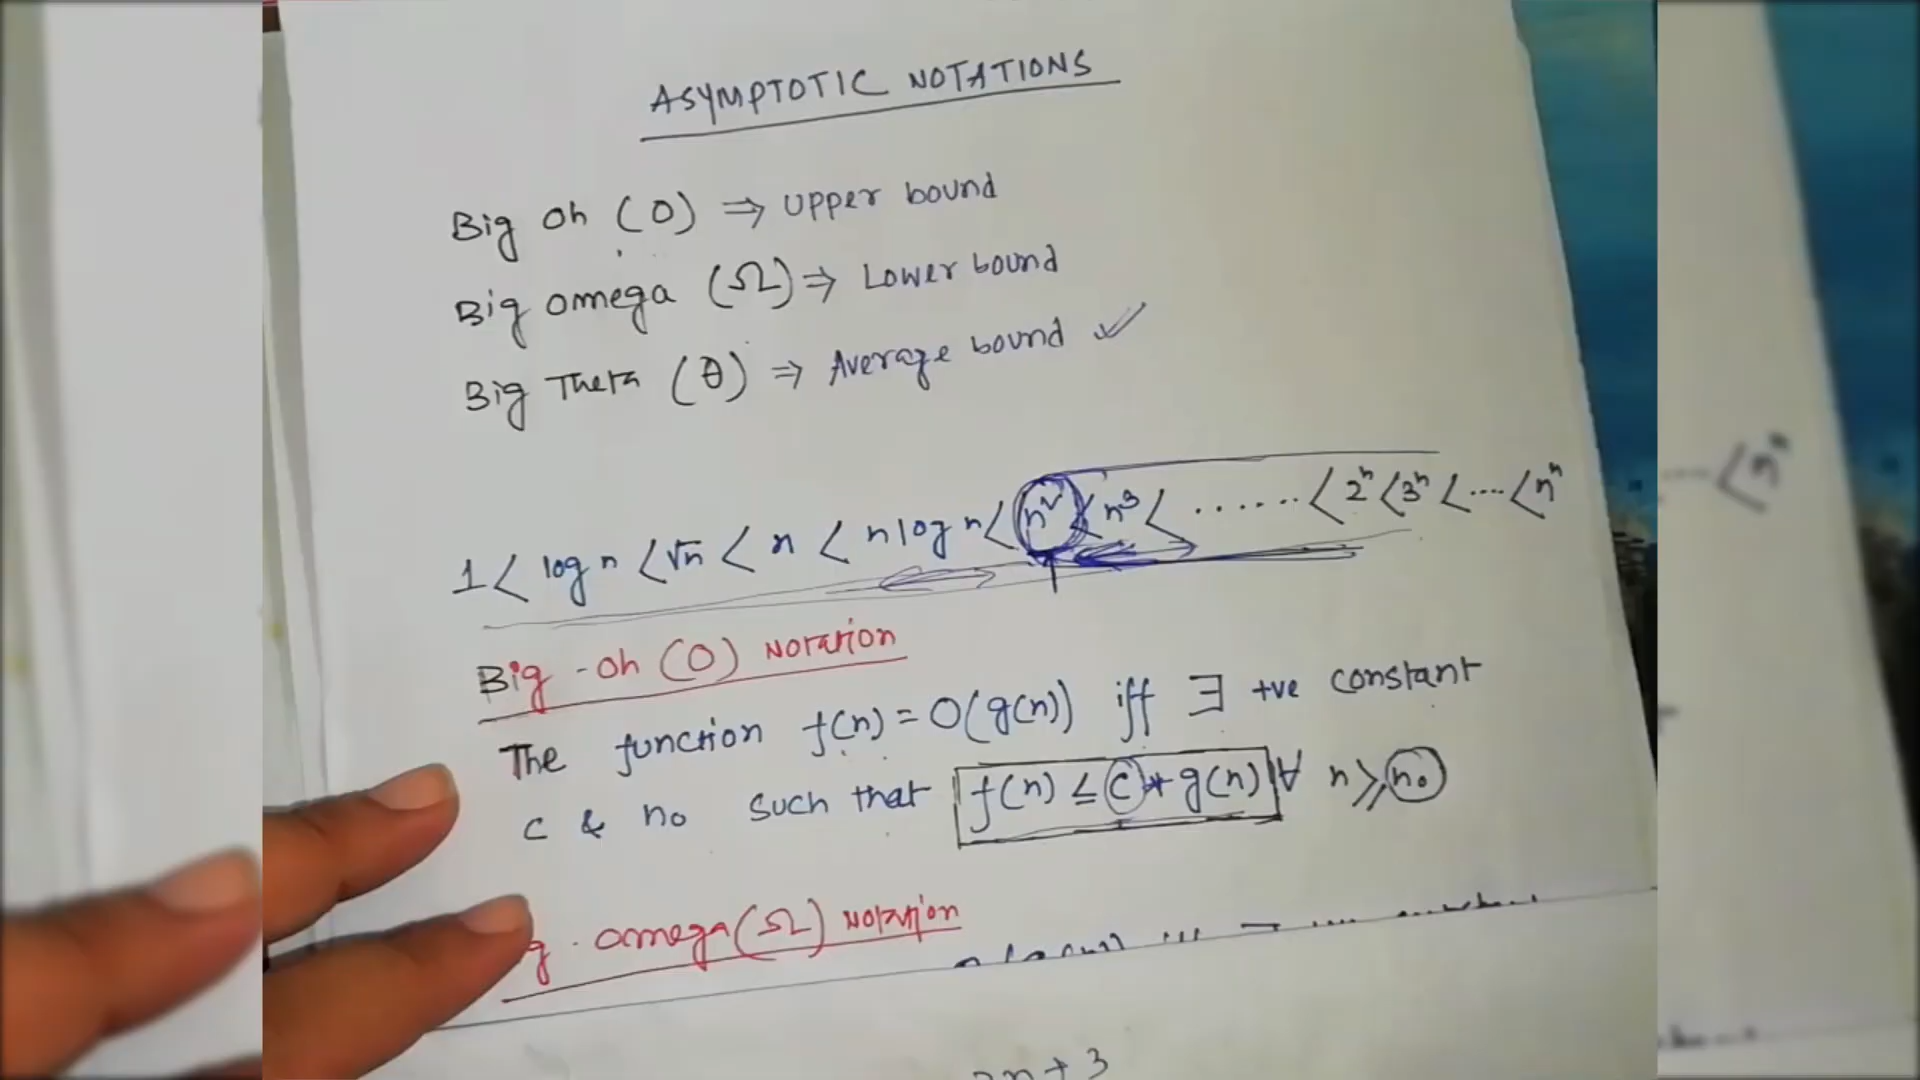 ASYMPTOTIC NOTATIONS
Big Oh (O) ⇒ Upper bound
Big omega (Ω) ⇒ Lower bound
Big Theta (θ) ⇒ Average bound ✓
1 < log n < √n < n < n log n < n² < n³ < ...... < 2ⁿ < 3ⁿ < .... < nⁿ
Big -Oh (O) Notation
The function f(n) = O(g(n)) iff ∃ +ve constant
c & n₀ such that f(n) ≤ c * g(n) ∀ n ≥ n₀
g - omega (Ω) Notation
n + 3